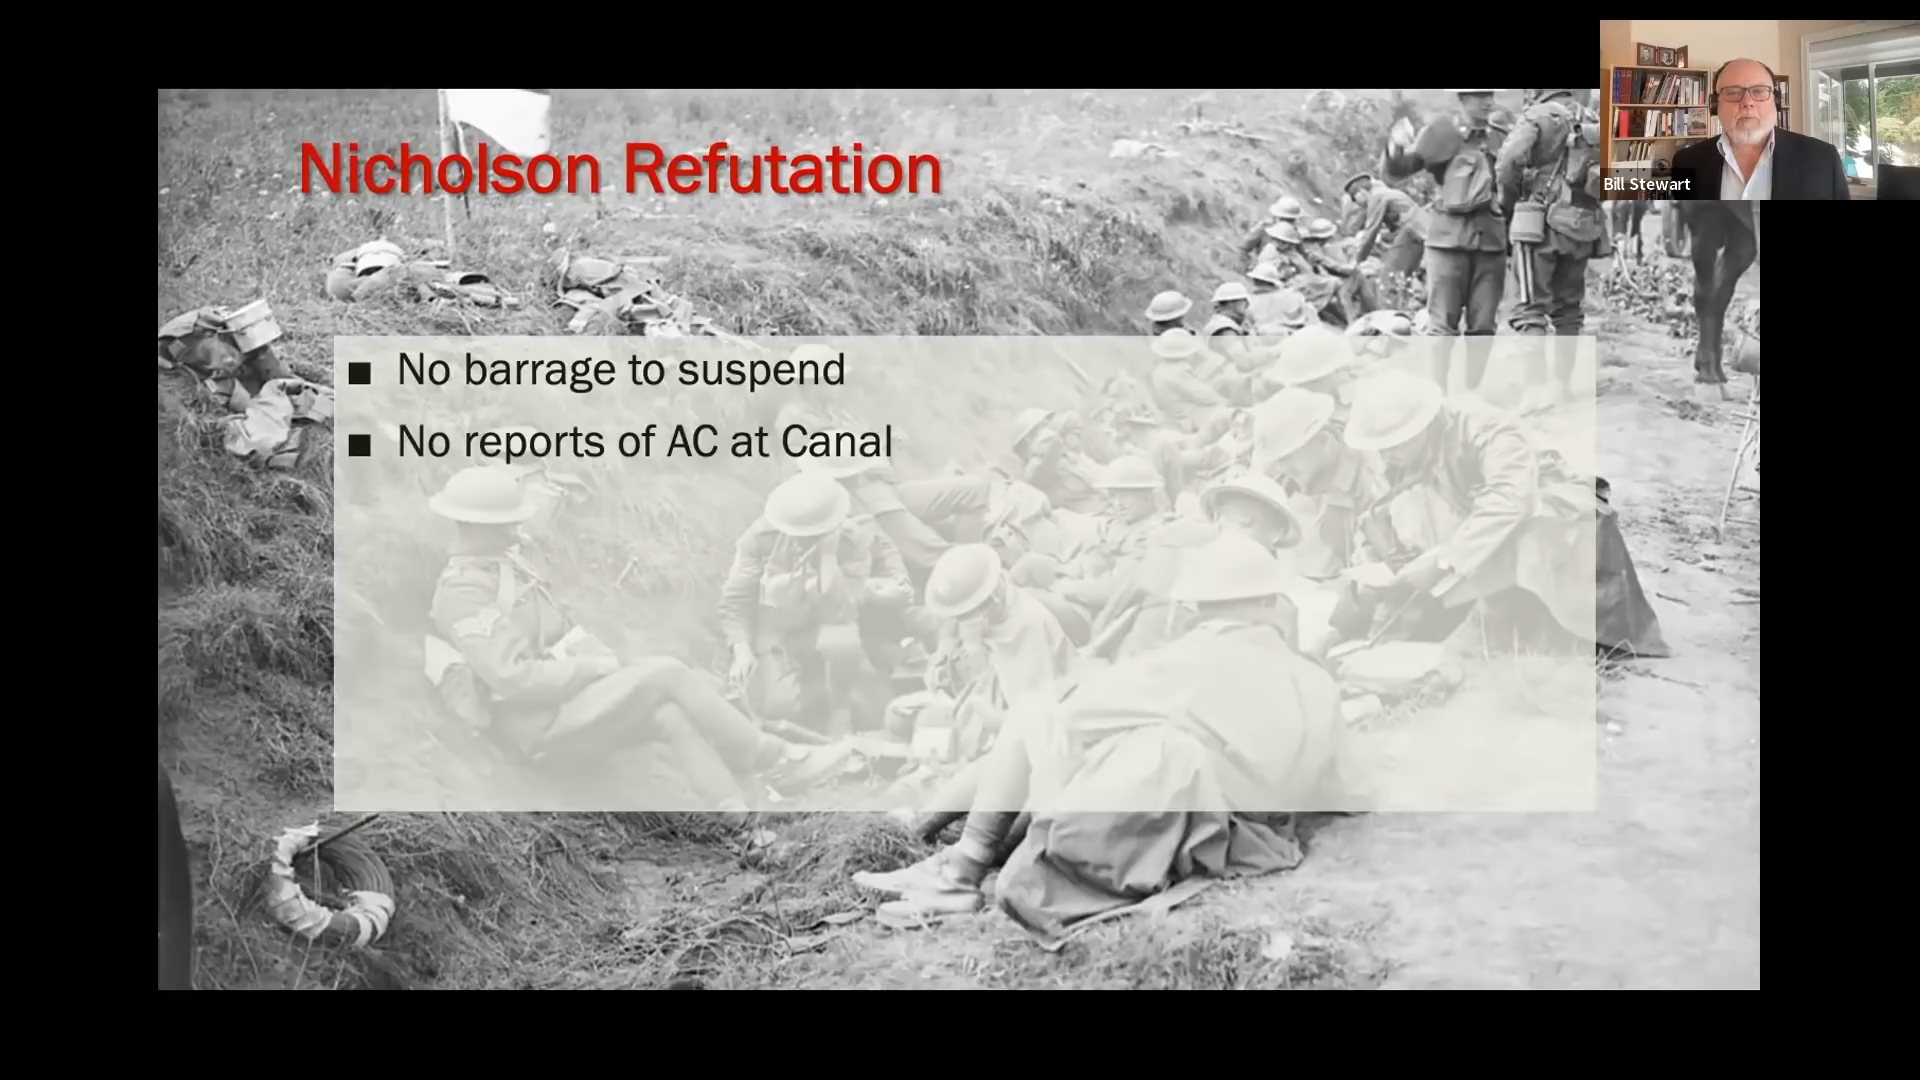 Nicholson Refutation
■ No barrage to suspend
■ No reports of AC at Canal
Bill Stewart